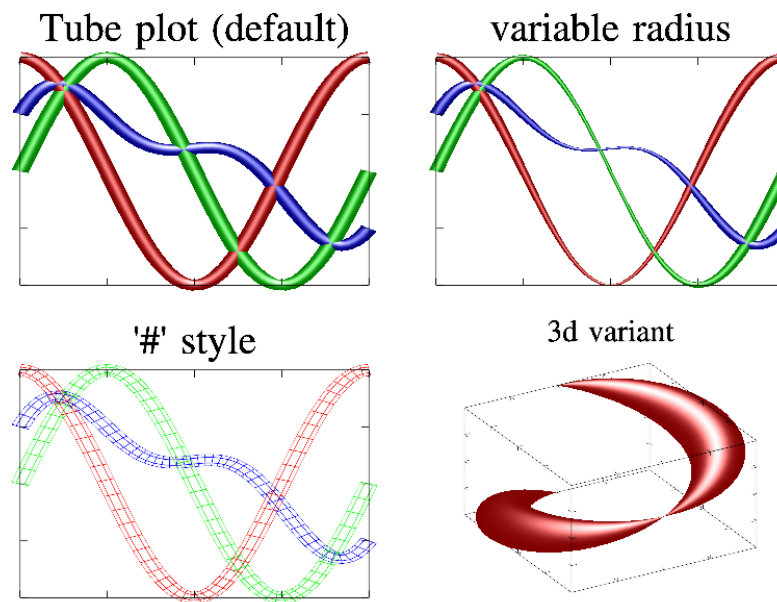 Tube plot (default)
variable radius
'#' style
3d variant